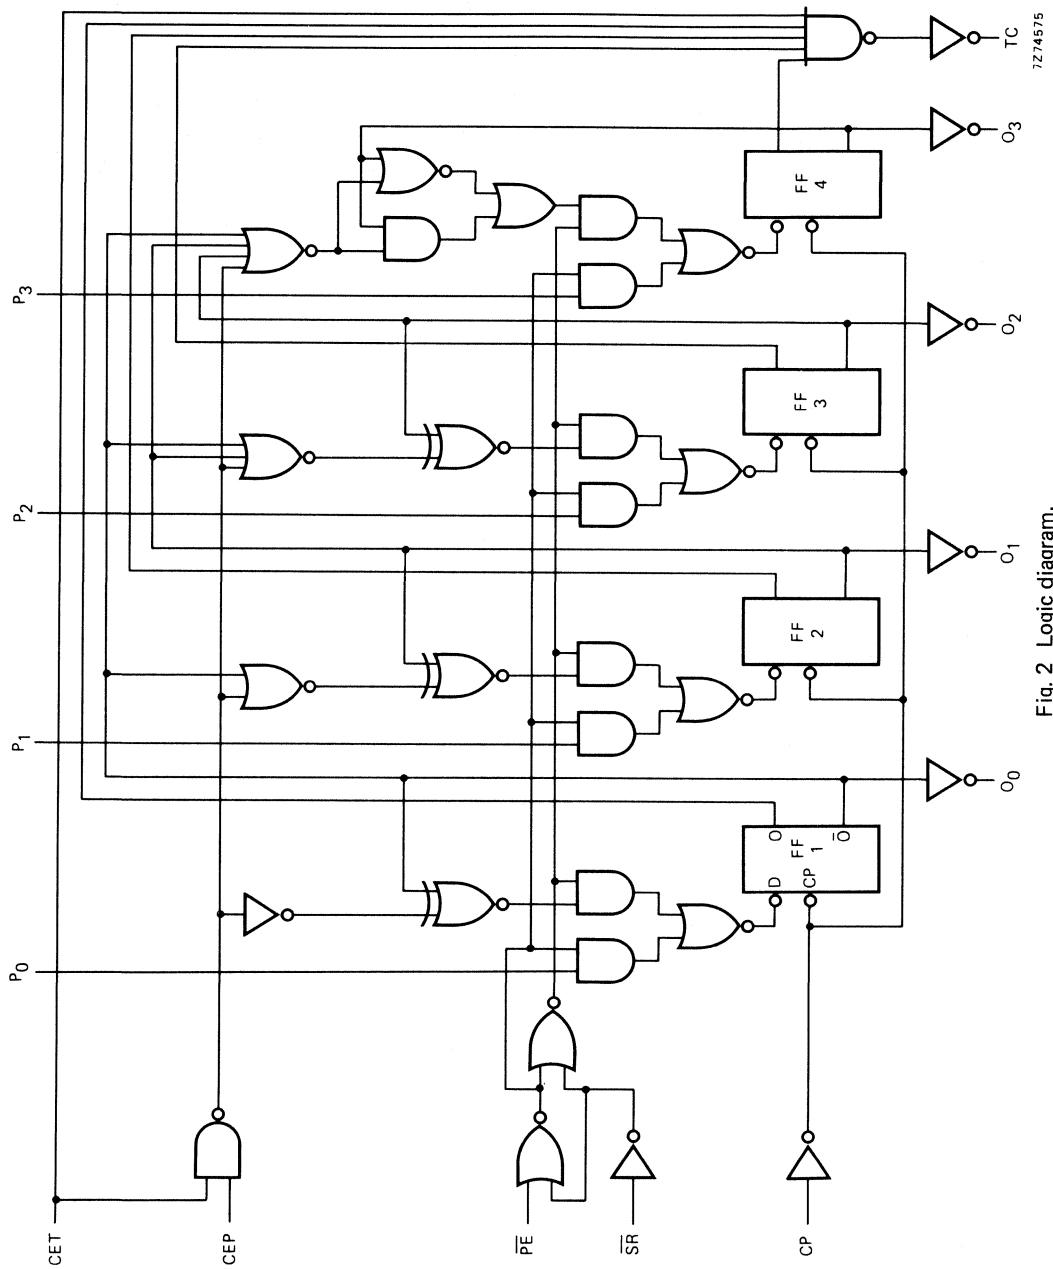 CET
CEP
PE
SR
CP
P0
P1
P2
P3
D
O
FF
1
CP
O
FF
2
FF
3
FF
4
O0
O1
O2
O3
TC
7Z74575
Fig. 2 Logic diagram.